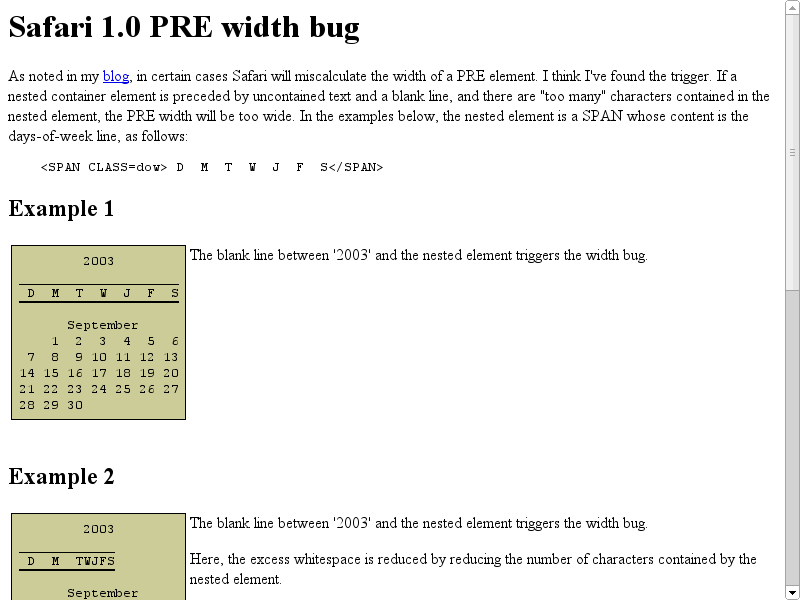 Safari 1.0 PRE width bug
As noted in my blog, in certain cases Safari will miscalculate the width of a PRE element. I think I've found the trigger. If a
nested container element is preceded by uncontained text and a blank line, and there are "too many" characters contained in the
nested element, the PRE width will be too wide. In the examples below, the nested element is a SPAN whose content is the
days-of-week line, as follows:
<SPAN CLASS=dow> D  M  T  W  J  F  S</SPAN>
Example 1
2003
D  M  T  W  J  F  S
September
1  2  3  4  5  6
7  8  9 10 11 12 13
14 15 16 17 18 19 20
21 22 23 24 25 26 27
28 29 30
The blank line between '2003' and the nested element triggers the width bug.
Example 2
2003
D  M  TWJFS
September
The blank line between '2003' and the nested element triggers the width bug.
Here, the excess whitespace is reduced by reducing the number of characters contained by the
nested element.